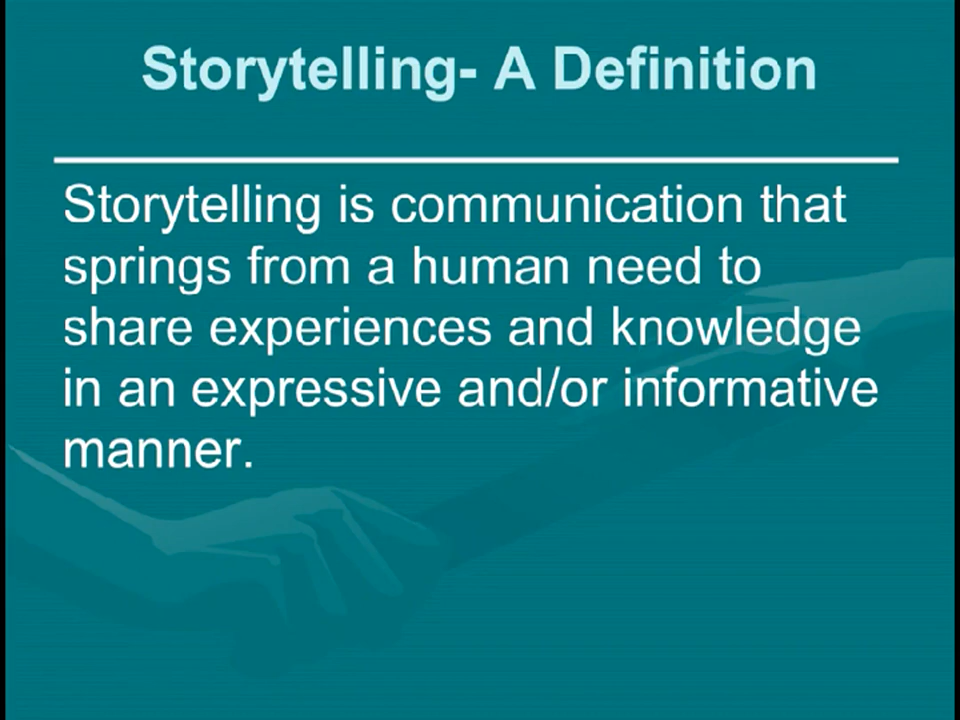 Storytelling- A Definition
Storytelling is communication that
springs from a human need to
share experiences and knowledge
in an expressive and/or informative
manner.